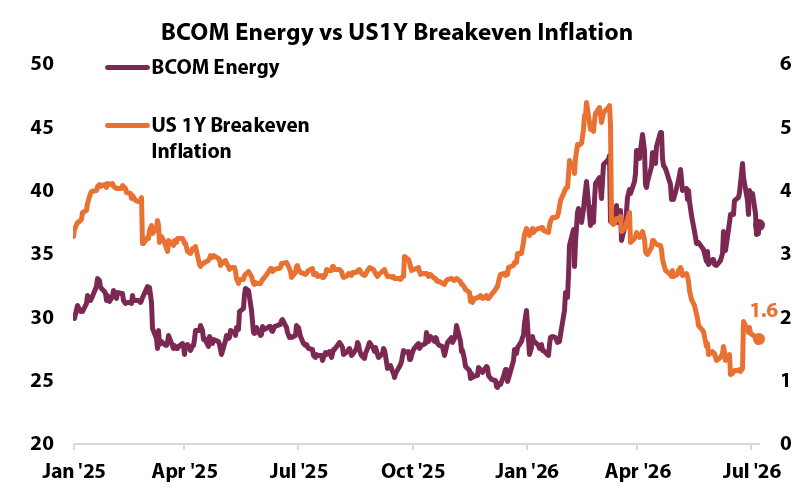 BCOM Energy vs US1Y Breakeven Inflation
50
6
BCOM Energy
45
5
US 1Y Breakeven
Inflation
40
4
35
3
30
2
1.6
25
1
20
0
Jan '25
Apr '25
Jul '25
Oct '25
Jan '26
Apr '26
Jul '26